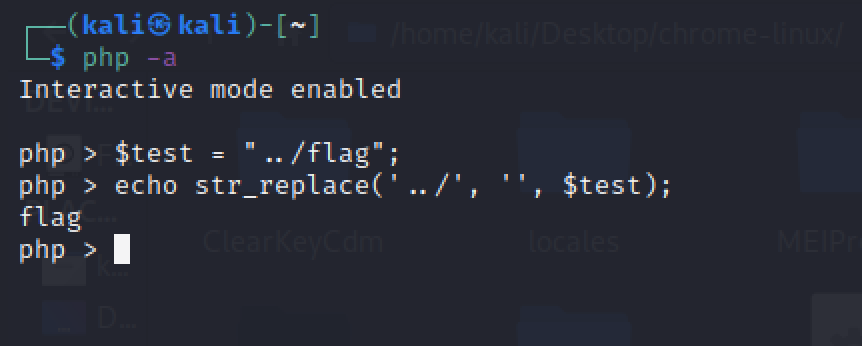 ┌──(kali㉿kali)-[~]
└─$ php -a
Interactive mode enabled

php > $test = "../flag";
php > echo str_replace('../', '', $test);
flag
php >
/home/kali/Desktop/chrome-linux/
ClearKeyCdm
locales